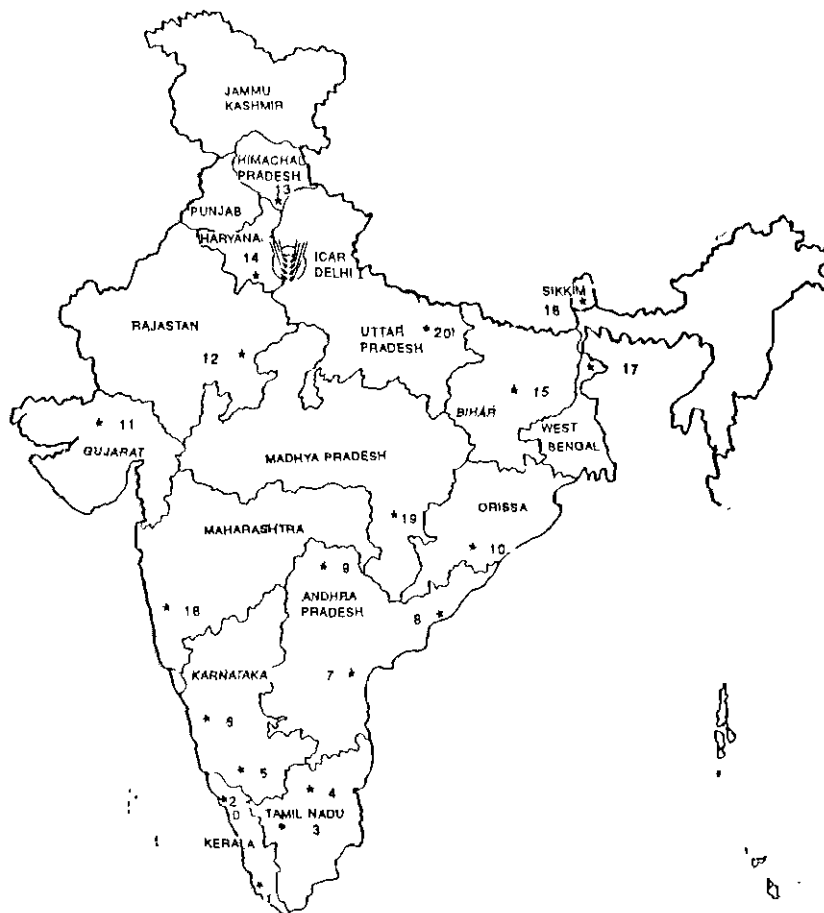 JAMMU
KASHMIR
HIMACHAL
PRADESH
13
PUNJAB
HARYANA
14
ICAR
DELHI
SIKKIM
16
RAJASTAN
UTTAR
PRADESH
20
12
15
17
BIHAR
11
GUJARAT
WEST
BENGAL
MADHYA PRADESH
MAHARASHTRA
19
ORISSA
10
9
ANDHRA
PRADESH
18
8
KARNATAKA
7
6
5
2
4
TAMIL NADU
3
KERALA
1